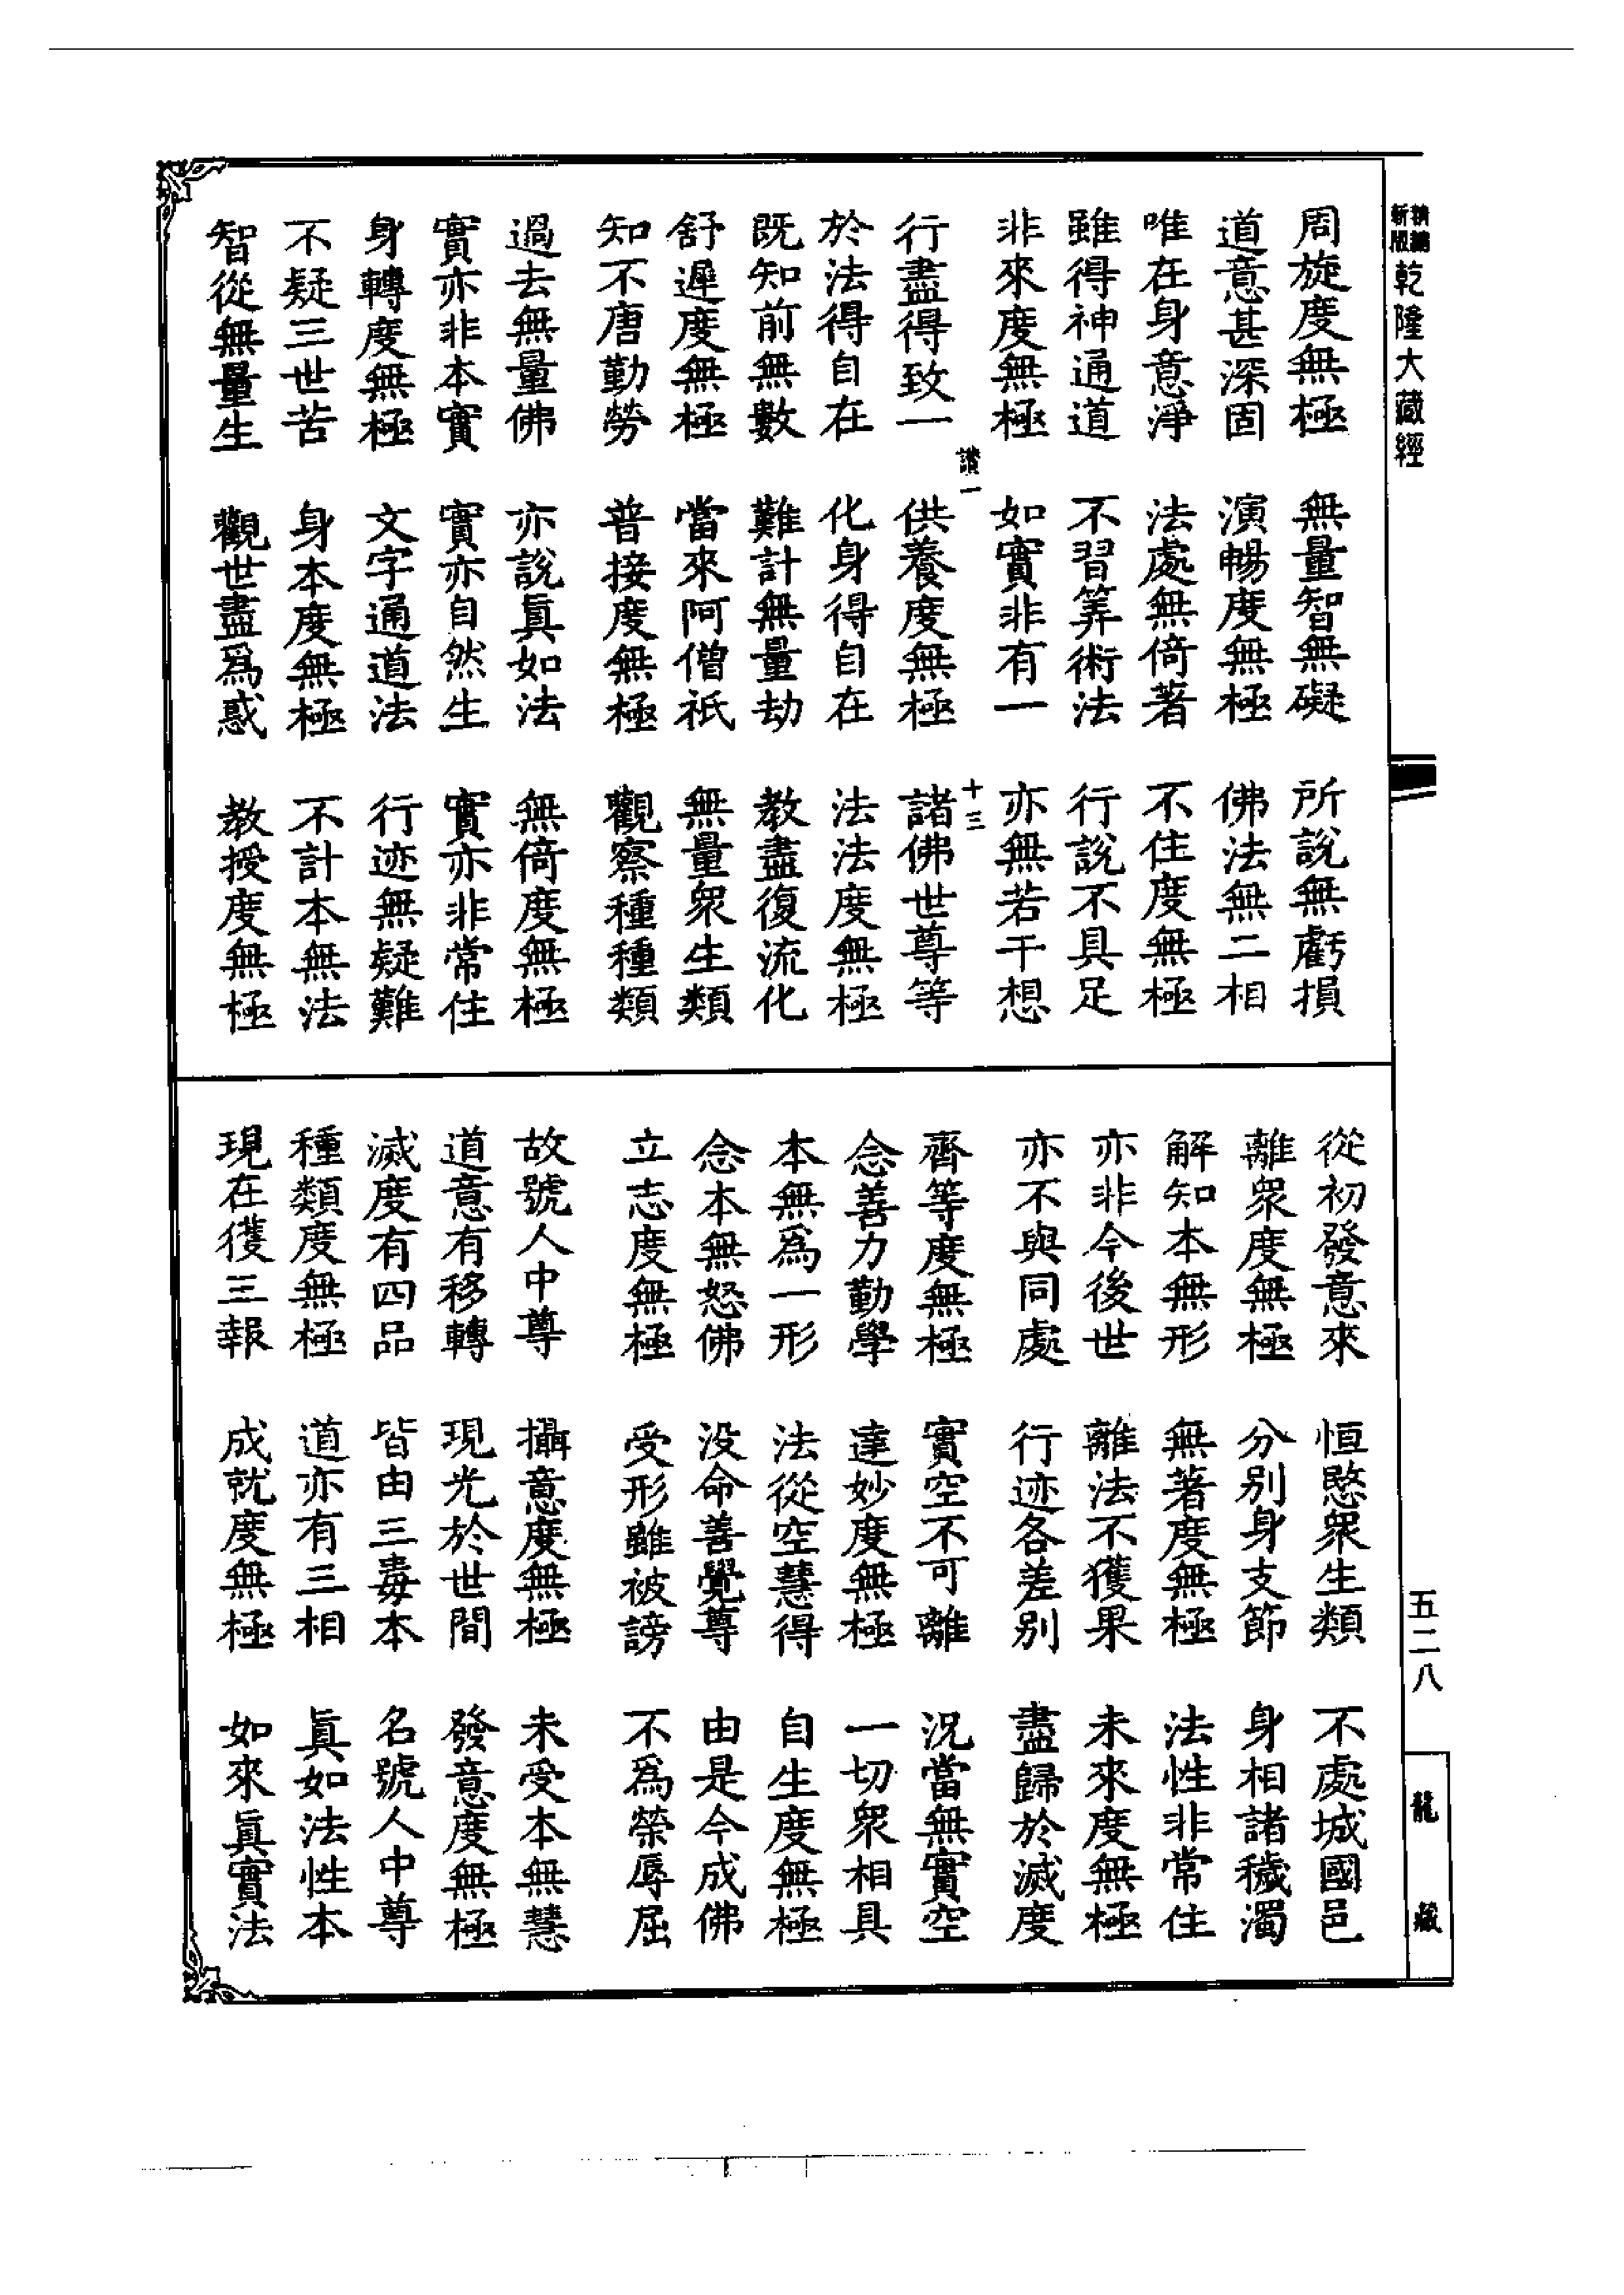 精縮新版乾隆大藏經
周旋度無極　無量智無礙　所說無虧損
道意甚深固　演暢度無極　佛法無二相
唯在身意淨　法處無倚著　不住度無極
雖得神通道　不習筭術法　行說不具足
非來度無極　如實非有一　亦無若干想
讚一　十三
行盡得致一　供養度無極　諸佛世尊等
於法得自在　化身得自在　法法度無極
既知前無數　難計無量劫　教盡復流化
舒遲度無極　當來阿僧祇　無量眾生類
知不唐勤勞　普接度無極　觀察種種類
過去無量佛　亦說真如法　無倚度無極
實亦非本實　實亦自然生　實亦非常住
身轉度無極　文字通道法　行迹無疑難
不疑三世苦　身本度無極　不計本無法
智從無量生　觀世盡為惑　教授度無極
從初發意來　恒愍眾生類　不處城國邑
離眾度無極　分別身支節　身相諸穢濁
解知本無形　無著度無極　法性非常住
亦非今後世　離法不獲果　未來度無極
亦不與同處　行迹各差別　盡歸於滅度
齊等度無極　實空不可離　況當無實空
念善力勤學　達妙度無極　一切眾相具
本無為一形　法從空慧得　自生度無極
念本無怒佛　没命善覺尊　由是今成佛
立志度無極　受形雖被謗　不為榮辱屈
故號人中尊　攝意度無極　未受本無慧
道意有移轉　現光於世間　發意度無極
滅度有四品　皆由三毒本　名號人中尊
種類度無極　道亦有三相　真如法性本
現在獲三報　成就度無極　如來真實法
五二八
龍藏